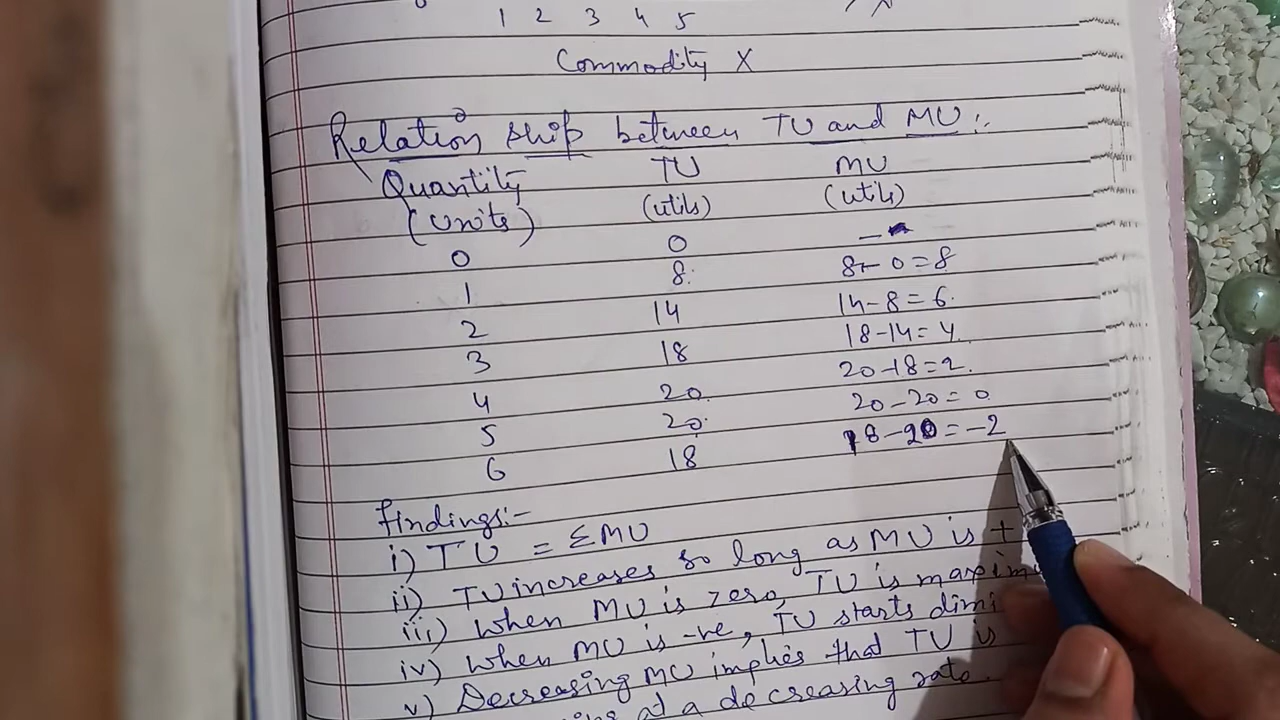 1 2 3 4 5
Commodity X
Relation ship between TU and MU :-
Quantity TU MU
(Units) (utils) (utils)
0 0 —
1 8 8-0=8
2 14 14-8=6.
3 18 18-14=4.
4 20. 20-18=2.
5 20 20-20=0
6 18 18-20=-2
findings:-
i) TU = ΣMU
ii) TU increases so long as MU is +
iii) When MU is zero, TU is
iv) When MU is -ve, TU starts
v) Decreasing MU implies that TU is
at a decreasing rate.